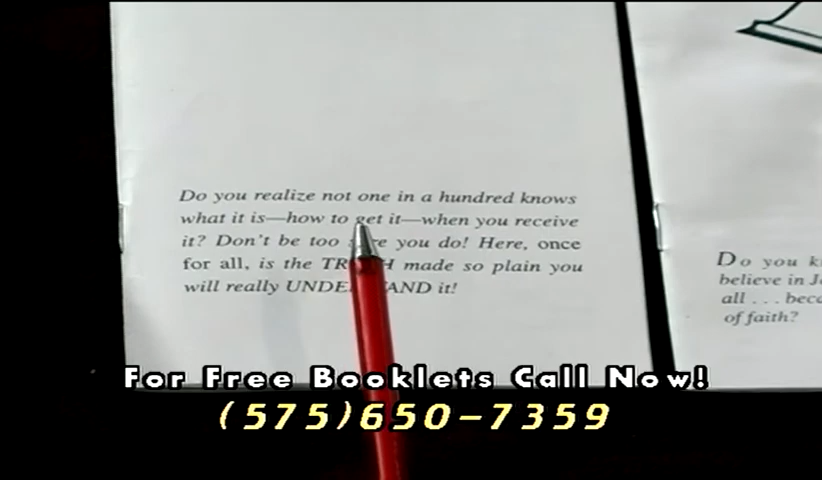 Do you realize not one in a hundred knows
what it is—how to get it—when you receive
it? Don't be too you do! Here, once
for all, is the made so plain you
will really it!
Do you
believe in
all . . .
of faith?
For Free Booklets Call Now!
(575)650-7359